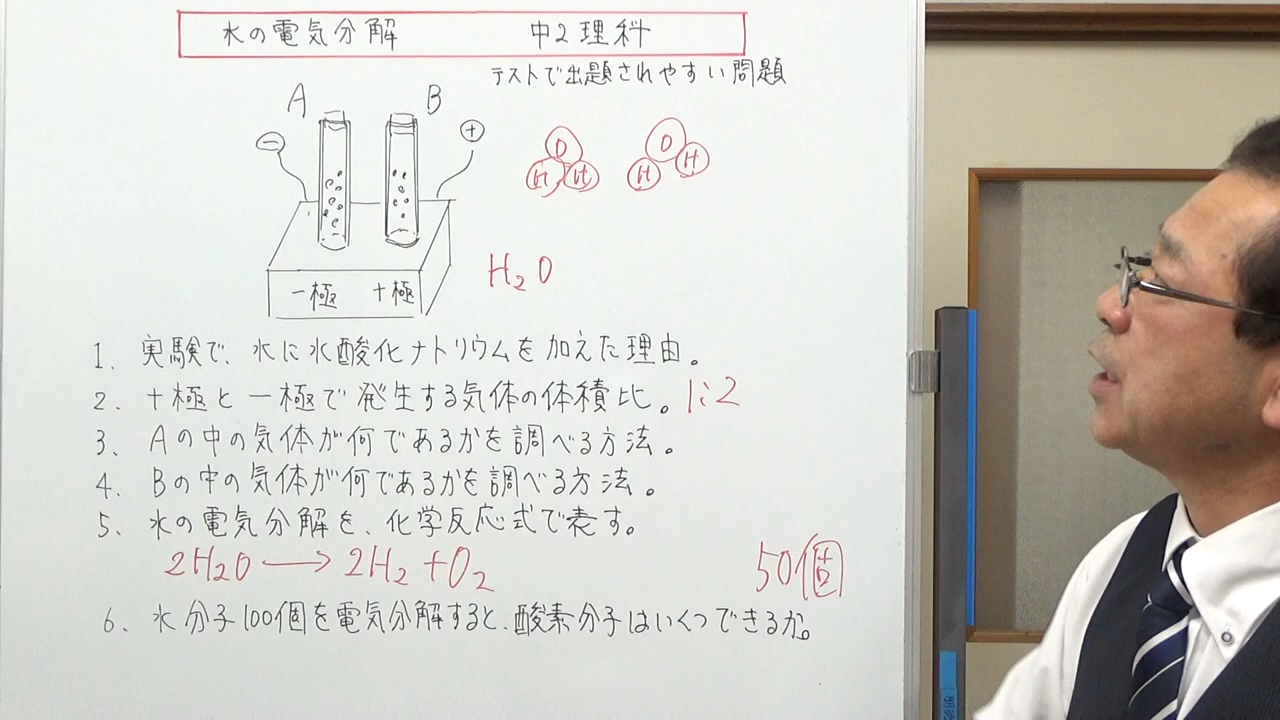 水の電気分解 中2理科
テストで出題されやすい問題
A B
− +
O O
H H H H
H₂O
−極 +極
1. 実験で、水に水酸化ナトリウムを加えた理由。
2. +極と−極で発生する気体の体積比。1:2
3. Aの中の気体が何であるかを調べる方法。
4. Bの中の気体が何であるかを調べる方法。
5. 水の電気分解を、化学反応式で表す。
2H₂O → 2H₂ + O₂
50個
6. 水分子100個を電気分解すると、酸素分子はいくつできるか。